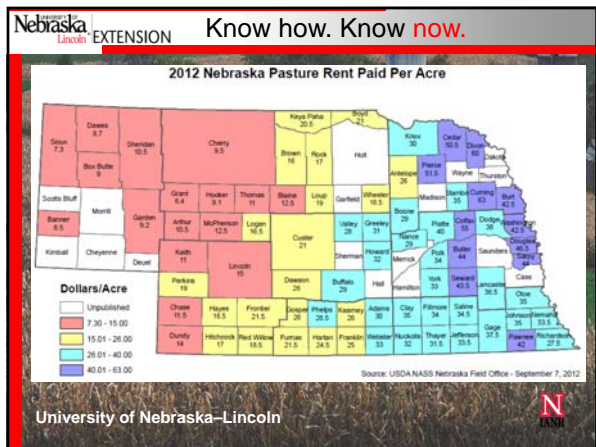 UNIVERSITY OF
Nebraska
Lincoln
EXTENSION
Know how. Know now.
2012 Nebraska Pasture Rent Paid Per Acre
Sioux
7.3
Dawes
8.7
Sheridan
10.5
Box Butte
9
Cherry
9.5
Keya Paha
20.5
Boyd
21
Brown
16
Rock
17
Holt
Knox
30
Cedar
50.5
Dixon
60
Dakota
Antelope
26
Pierce
51.5
Wayne
Thurston
Scotts Bluff
Morrill
Banner
8.5
Garden
9.2
Kimball
Cheyenne
Deuel
Grant
8.4
Hooker
9.1
Thomas
11
Blaine
12.5
Loup
19
Garfield
Wheeler
18.5
Madison
Stanton
35
Cuming
63
Burt
42.5
Arthur
10.5
McPherson
12.5
Logan
16.5
Custer
21
Valley
28
Greeley
31
Boone
29
Platte
40
Colfax
55
Dodge
36
Washington
42.5
Keith
11
Lincoln
15
Sherman
Howard
32
Nance
29
Merrick
Polk
34
Butler
44
Saunders
Douglas
46.5
Sarpy
44
Perkins
19
Dawson
26
Buffalo
29
Hall
Hamilton
York
33
Seward
43.5
Lancaster
36.5
Cass
Otoe
35
Chase
11.5
Hayes
16.5
Frontier
21.5
Gosper
26
Phelps
28.5
Kearney
26
Adams
30
Clay
35
Fillmore
34
Saline
34.5
Johnson
35
Nemaha
33.5
Dundy
14
Hitchcock
17
Red Willow
18.5
Furnas
21.5
Harlan
24.5
Franklin
25
Webster
33
Nuckolls
32
Thayer
31.5
Jefferson
33.5
Gage
37.5
Pawnee
42
Richardson
27.5
Dollars/Acre
Unpublished
7.30 - 15.00
15.01 - 26.00
26.01 - 40.00
40.01 - 63.00
Source: USDA NASS Nebraska Field Office - September 7, 2012
University of Nebraska–Lincoln
N
IANR